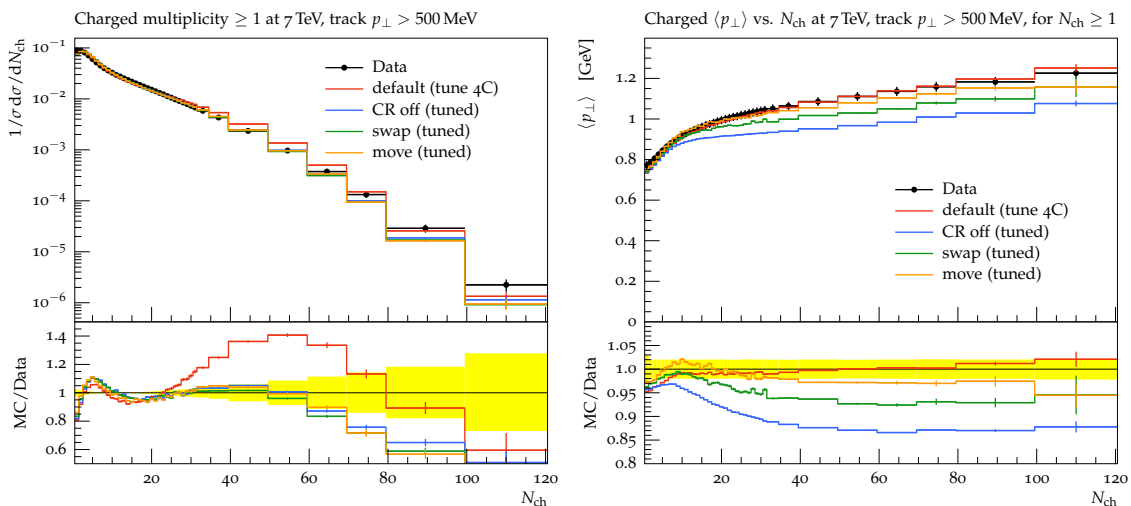 Charged multiplicity ≥ 1 at 7 TeV, track p⊥ > 500 MeV
1/σ dσ/dNch
10^−1
10^−2
10^−3
10^−4
10^−5
10^−6
Data
default (tune 4C)
CR off (tuned)
swap (tuned)
move (tuned)
MC/Data
1.4
1.2
1.0
0.8
0.6
20 40 60 80 100 120
Nch
Charged ⟨p⊥⟩ vs. Nch at 7 TeV, track p⊥ > 500 MeV, for Nch ≥ 1
⟨p⊥⟩ [GeV]
1.2
1
0.8
0.6
0.4
0.2
0
Data
default (tune 4C)
CR off (tuned)
swap (tuned)
move (tuned)
MC/Data
1.05
1.0
0.95
0.9
0.85
0.8
20 40 60 80 100 120
Nch